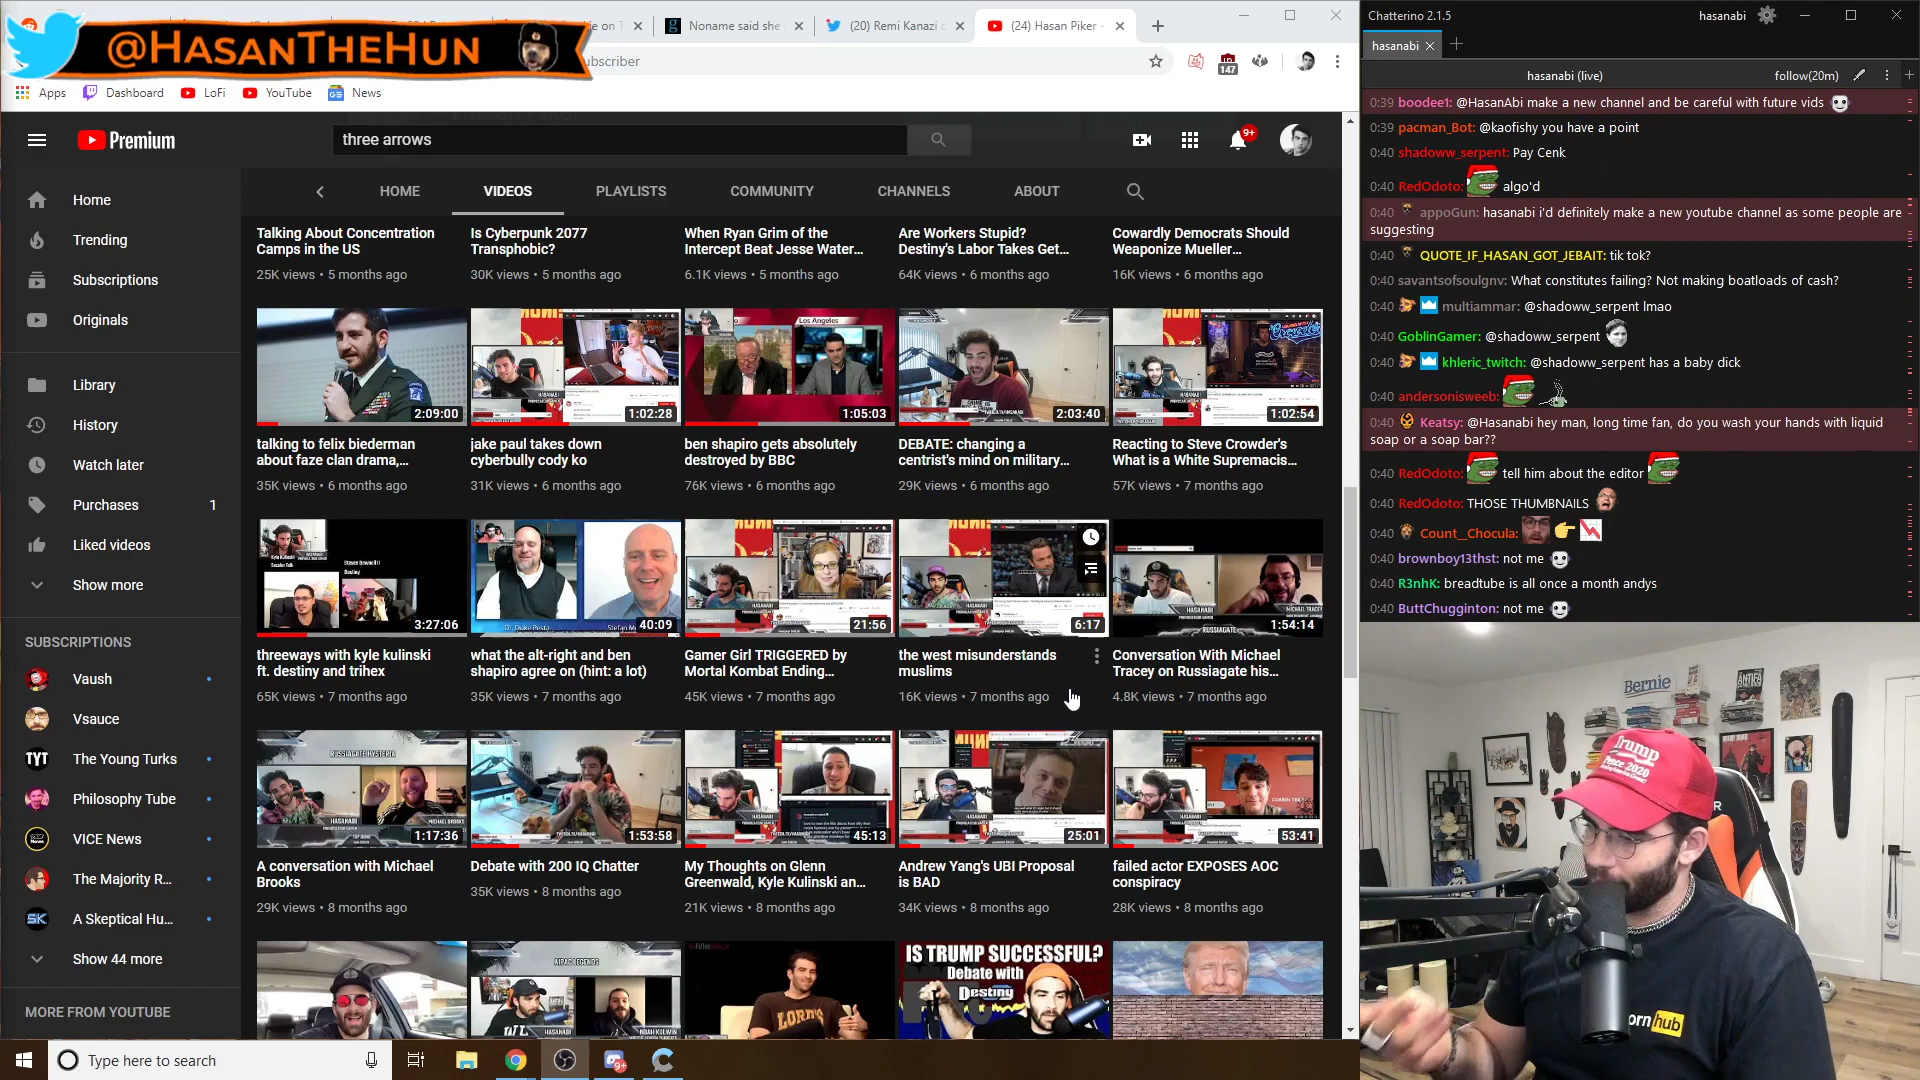 @HASANTHEHUN
Noname said she
(20) Remi Kanazi
(24) Hasan Piker -
ubscriber
147
Apps
Dashboard
LoFi
YouTube
News
Premium
three arrows
9+
HOME
VIDEOS
PLAYLISTS
COMMUNITY
CHANNELS
ABOUT
Home
Trending
Subscriptions
Originals
Library
History
Watch later
Purchases
1
Liked videos
Show more
SUBSCRIPTIONS
Vaush
Vsauce
TYT
The Young Turks
Philosophy Tube
VICE News
The Majority R...
SK
A Skeptical Hu...
Show 44 more
MORE FROM YOUTUBE
Talking About Concentration
Camps in the US
25K views • 5 months ago
Is Cyberpunk 2077
Transphobic?
30K views • 5 months ago
When Ryan Grim of the
Intercept Beat Jesse Water...
6.1K views • 5 months ago
Are Workers Stupid?
Destiny's Labor Takes Get...
64K views • 6 months ago
Cowardly Democrats Should
Weaponize Mueller...
16K views • 6 months ago
2:09:00
talking to felix biederman
about faze clan drama,...
35K views • 6 months ago
1:02:28
jake paul takes down
cyberbully cody ko
31K views • 6 months ago
Los Angeles
1:05:03
ben shapiro gets absolutely
destroyed by BBC
76K views • 6 months ago
2:03:40
DEBATE: changing a
centrist's mind on military...
29K views • 6 months ago
1:02:54
Reacting to Steve Crowder's
What is a White Supremacis...
57K views • 7 months ago
3:27:06
threeways with kyle kulinski
ft. destiny and trihex
65K views • 7 months ago
40:09
what the alt-right and ben
shapiro agree on (hint: a lot)
35K views • 7 months ago
21:56
Gamer Girl TRIGGERED by
Mortal Kombat Ending...
45K views • 7 months ago
6:17
the west misunderstands
muslims
16K views • 7 months ago
RUSSIAGATE
1:54:14
Conversation With Michael
Tracey on Russiagate his...
4.8K views • 7 months ago
RUSSIAGATE HYSTERIA
1:17:36
A conversation with Michael
Brooks
29K views • 8 months ago
1:53:58
Debate with 200 IQ Chatter
35K views • 8 months ago
45:13
My Thoughts on Glenn
Greenwald, Kyle Kulinski an...
21K views • 8 months ago
25:01
Andrew Yang's UBI Proposal
is BAD
34K views • 8 months ago
53:41
failed actor EXPOSES AOC
conspiracy
28K views • 8 months ago
LORDS
IS TRUMP SUCCESSFUL?
Debate with
Destiny
Type here to search
Chatterino 2.1.5
hasanabi
hasanabi
hasanabi (live)
follow(20m)
0:39 boodee1: @HasanAbi make a new channel and be careful with future vids
0:39 pacman_Bot: @kaofishy you have a point
0:40 shadoww_serpent: Pay Cenk
0:40 RedOdoto: algo'd
0:40 appoGun: hasanabi i'd definitely make a new youtube channel as some people are
suggesting
0:40 QUOTE_IF_HASAN_GOT_JEBAIT: tik tok?
0:40 savantsofsoulgnv: What constitutes failing? Not making boatloads of cash?
0:40 multiammar: @shadoww_serpent lmao
0:40 GoblinGamer: @shadoww_serpent
0:40 khleric_twitch: @shadoww_serpent has a baby dick
0:40 andersonisweeb:
0:40 Keatsy: @Hasanabi hey man, long time fan, do you wash your hands with liquid
soap or a soap bar??
0:40 RedOdoto: tell him about the editor
0:40 RedOdoto: THOSE THUMBNAILS
0:40 Count__Chocula:
0:40 brownboy13thst: not me
0:40 R3nhK: breadtube is all once a month andys
0:40 ButtChugginton: not me
Bernie
ANTIFA
Trump
Pence 2020
ornhub